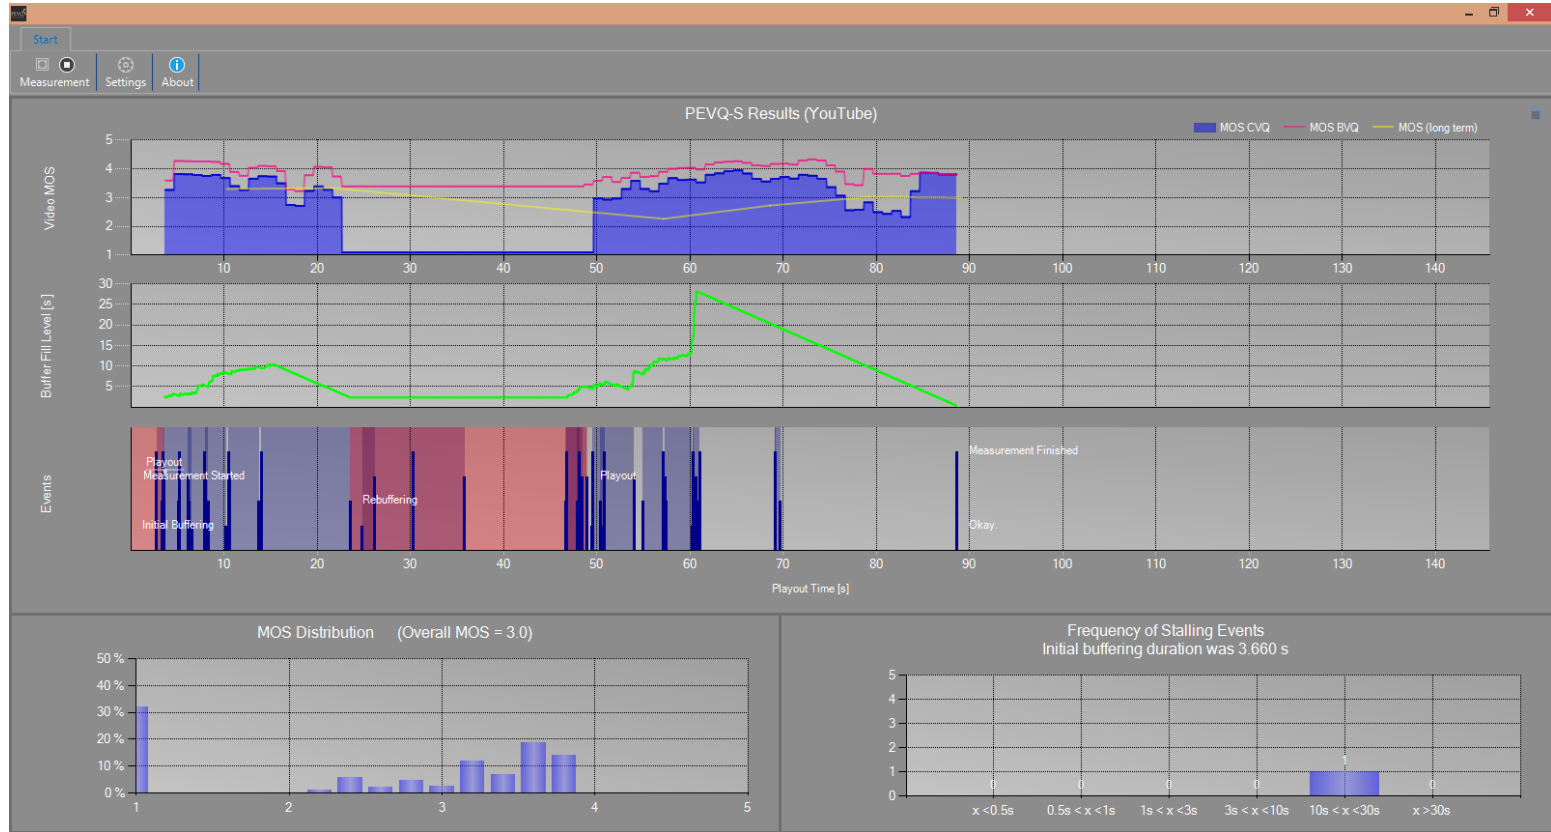 Start
Measurement Settings About
PEVQ-S Results (YouTube)
MOS CVQ MOS BVQ MOS (long term)
Video MOS
5
4
3
2
1
10 20 30 40 50 60 70 80 90 100 110 120 130 140
Buffer Fill Level [s]
30
25
20
15
10
5
Events
Measurement Finished
Playout
Measurement Started
Playout
Rebuffering
Initial Buffering
Okay.
10 20 30 40 50 60 70 80 90 100 110 120 130 140
Playout Time [s]
MOS Distribution (Overall MOS = 3.0)
50 %
40 %
30 %
20 %
10 %
0 %
1 2 3 4 5
Frequency of Stalling Events
Initial buffering duration was 3.660 s
5
4
3
2
1
0
0 0 0 0 1 0
x <0.5s 0.5s < x <1s 1s < x <3s 3s < x <10s 10s < x <30s x >30s